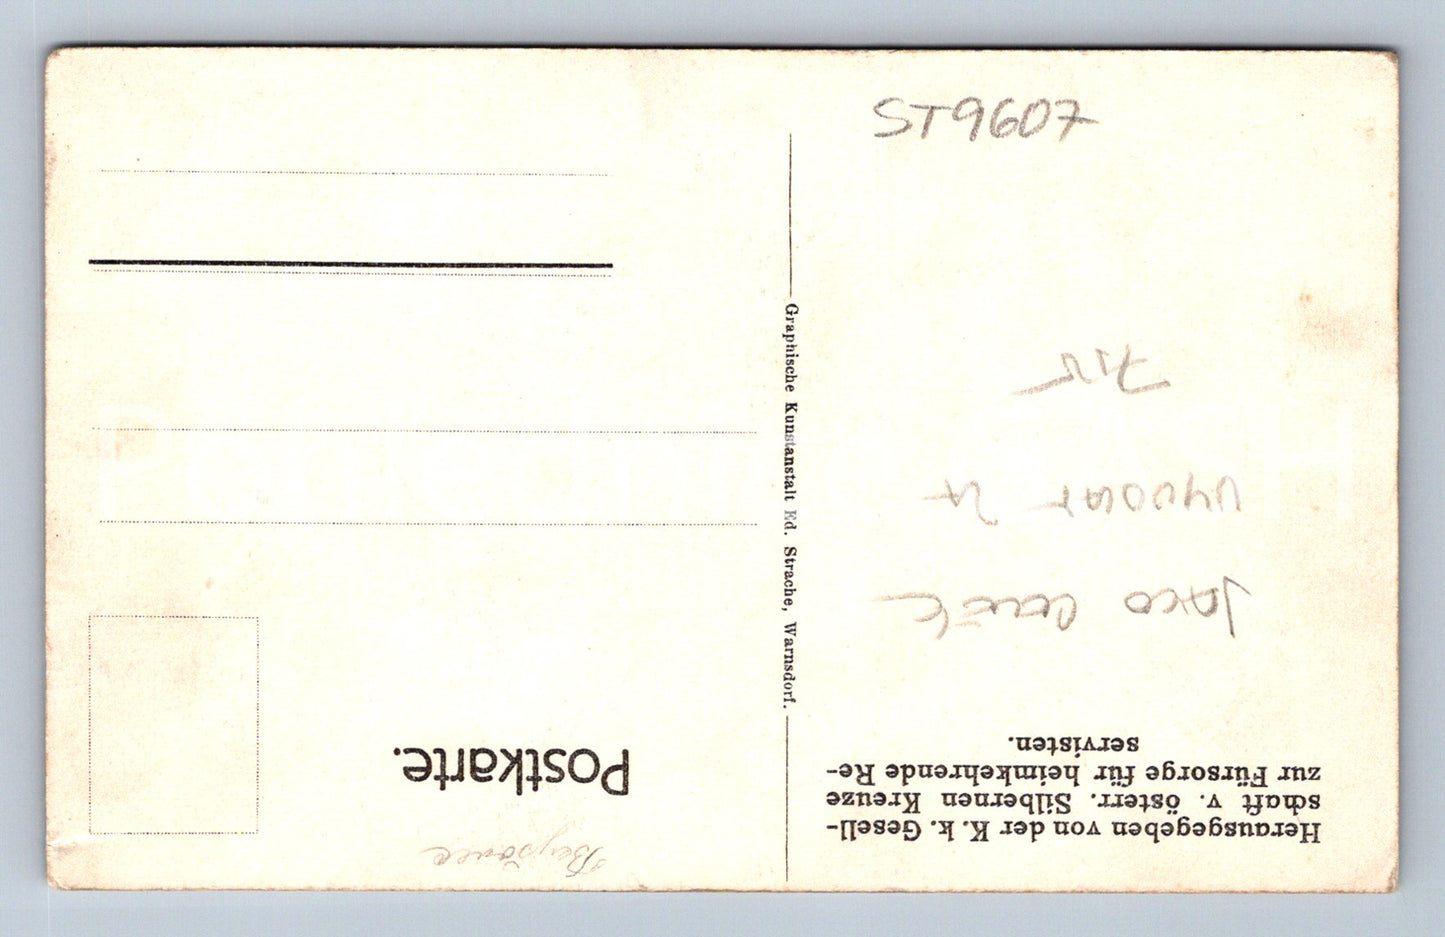 ST9607
Herausgegeben von der K. k. Gesell-
schaft v. österr. Silbernen Kreuze
zur Fürsorge für heimkehrende Re-
servisten.
Postkarte.
Graphische Kunstanstalt Ed. Strache, Warnsdorf.